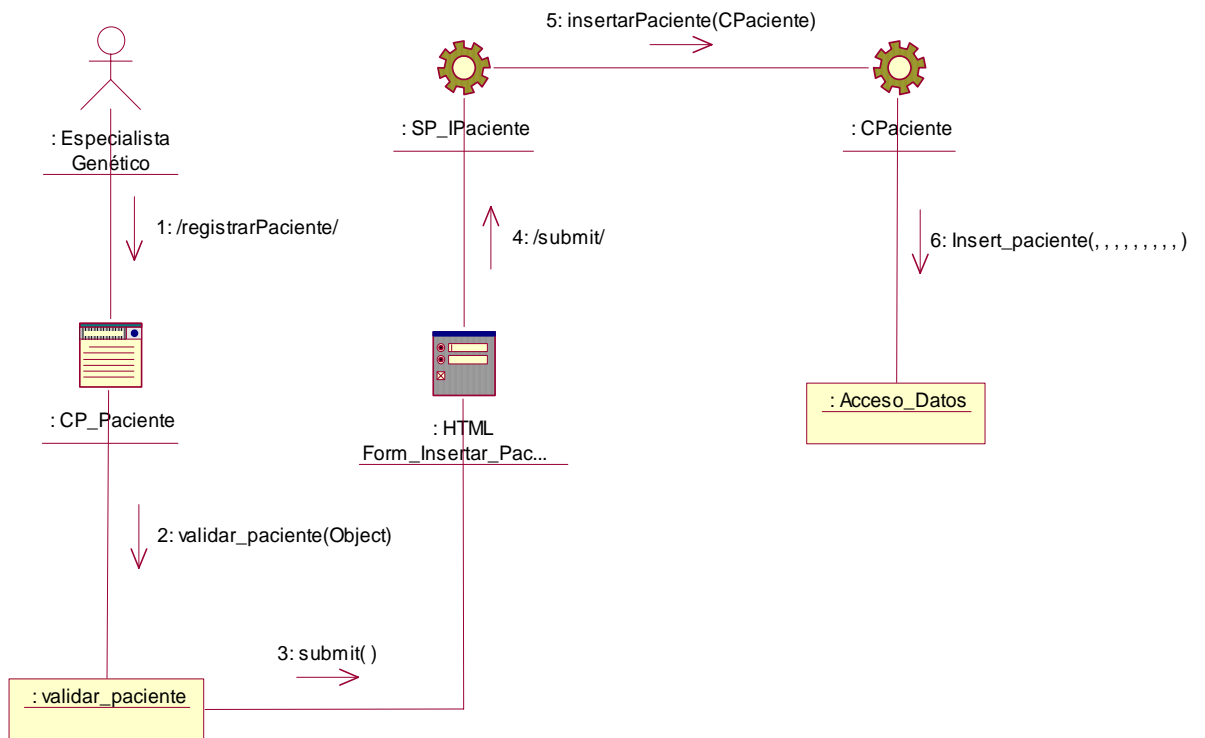 5: insertarPaciente(CPaciente)
: Especialista
Genético
: SP_IPaciente
: CPaciente
1: /registrarPaciente/
4: /submit/
6: Insert_paciente(, , , , , , , , , )
: CP_Paciente
: HTML
Form_Insertar_Pac...
: Acceso_Datos
2: validar_paciente(Object)
3: submit( )
: validar_paciente